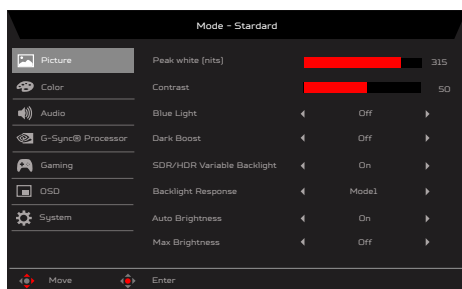 Mode - Stardard
Picture
Peak white (nits)
315
Color
Contrast
50
Audio
Blue Light
Off
G-Sync® Processor
Dark Boost
Off
Gaming
SDR/HDR Variable Backlight
On
OSD
Backlight Response
Mode1
System
Auto Brightness
On
Max Brightness
Off
Move
Enter